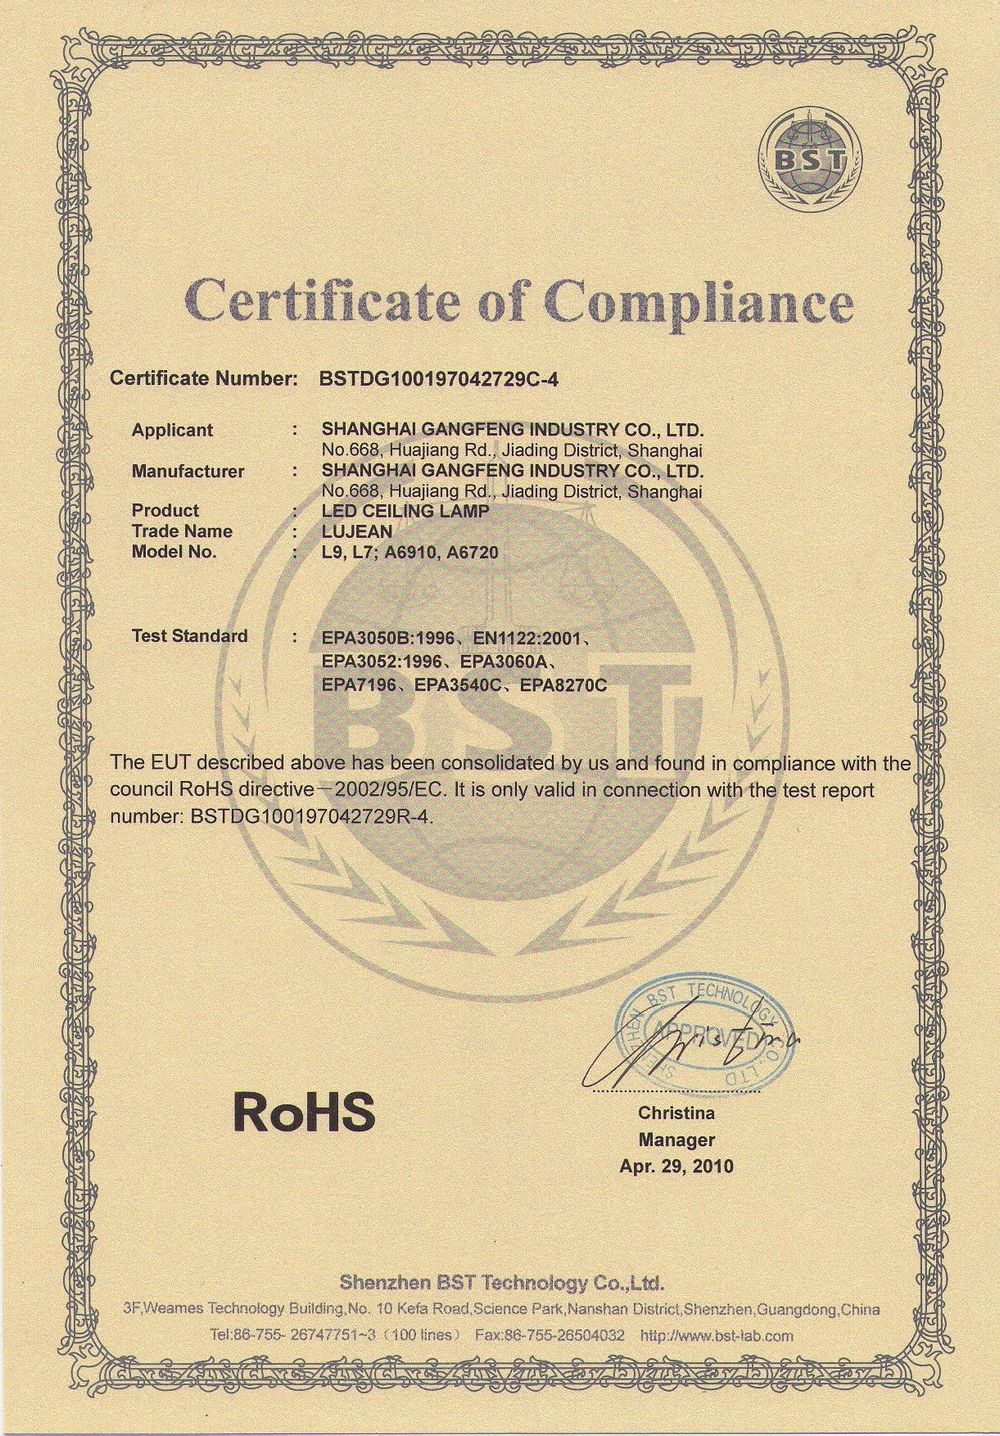 BST
Certificate of Compliance
Certificate Number: BSTDG100197042729C-4
Applicant : SHANGHAI GANGFENG INDUSTRY CO., LTD.
No.668, Huajiang Rd., Jiading District, Shanghai
Manufacturer : SHANGHAI GANGFENG INDUSTRY CO., LTD.
No.668, Huajiang Rd., Jiading District, Shanghai
Product : LED CEILING LAMP
Trade Name : LUJEAN
Model No. : L9, L7; A6910, A6720
Test Standard : EPA3050B:1996、EN1122:2001、
EPA3052:1996、EPA3060A、
EPA7196、EPA3540C、EPA8270C
BST
The EUT described above has been consolidated by us and found in compliance with the
council RoHS directive－2002/95/EC. It is only valid in connection with the test report
number: BSTDG100197042729R-4.
SHENZHEN BST TECHNOLOGY CO.,LTD
APPROVED
Christina
RoHS
Christina
Manager
Apr. 29, 2010
Shenzhen BST Technology Co.,Ltd.
3F,Weames Technology Building,No. 10 Kefa Road,Science Park,Nanshan District,Shenzhen,Guangdong,China
Tel:86-755- 26747751~3（100 lines） Fax:86-755-26504032 http://www.bst-lab.com